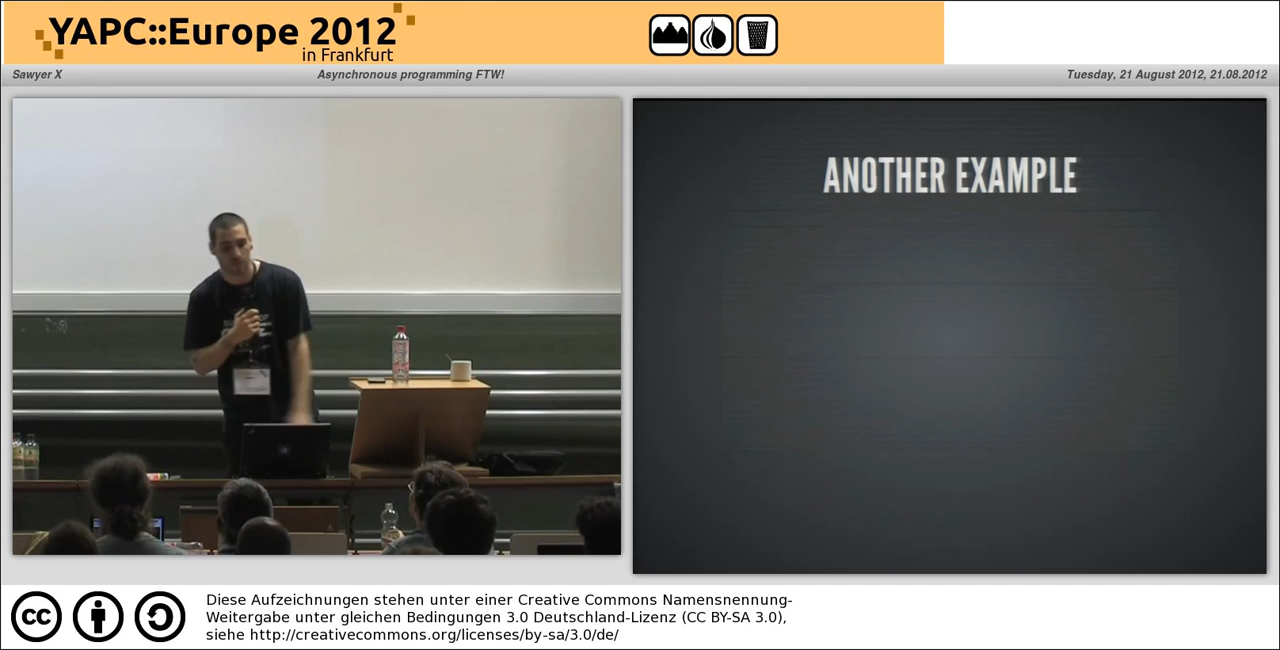 YAPC::Europe 2012
in Frankfurt
Sawyer X
Asynchronous programming FTW!
Tuesday, 21 August 2012, 21.08.2012
ANOTHER EXAMPLE
cc
Diese Aufzeichnungen stehen unter einer Creative Commons Namensnennung-
Weitergabe unter gleichen Bedingungen 3.0 Deutschland-Lizenz (CC BY-SA 3.0),
siehe http://creativecommons.org/licenses/by-sa/3.0/de/